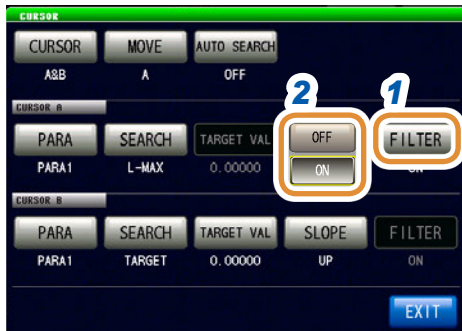 CURSOR
CURSOR MOVE AUTO SEARCH
A&B A OFF
2 1
CURSOR A
PARA SEARCH TARGET VAL OFF FILTER
PARA1 L-MAX 0.00000 ON ON
CURSOR B
PARA SEARCH TARGET VAL SLOPE FILTER
PARA1 TARGET 0.00000 UP ON
EXIT